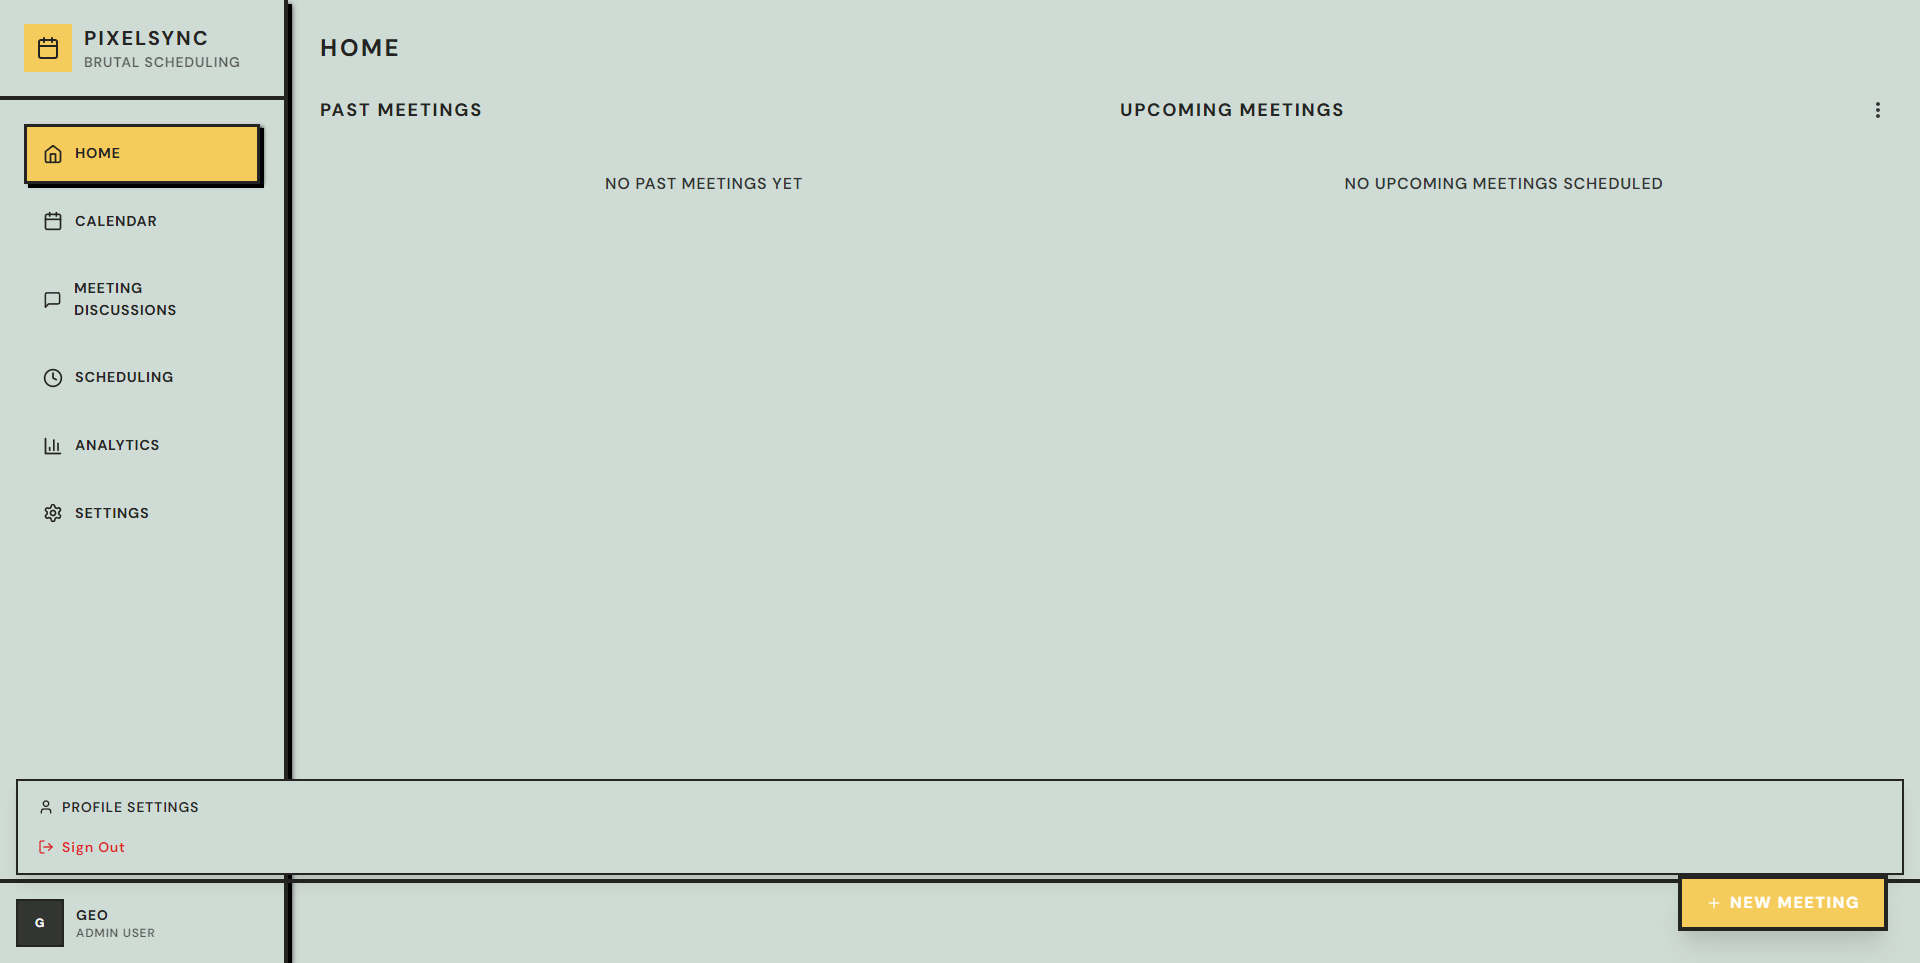 PIXELSYNC
BRUTAL SCHEDULING
HOME
CALENDAR
MEETING
DISCUSSIONS
SCHEDULING
ANALYTICS
SETTINGS
HOME
PAST MEETINGS
NO PAST MEETINGS YET
UPCOMING MEETINGS
NO UPCOMING MEETINGS SCHEDULED
PROFILE SETTINGS
Sign Out
G
GEO
ADMIN USER
+ NEW MEETING